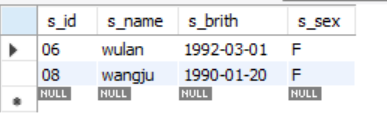 s_id s_name s_brith s_sex
06 wulan 1992-03-01 F
08 wangju 1990-01-20 F
NULL NULL NULL NULL